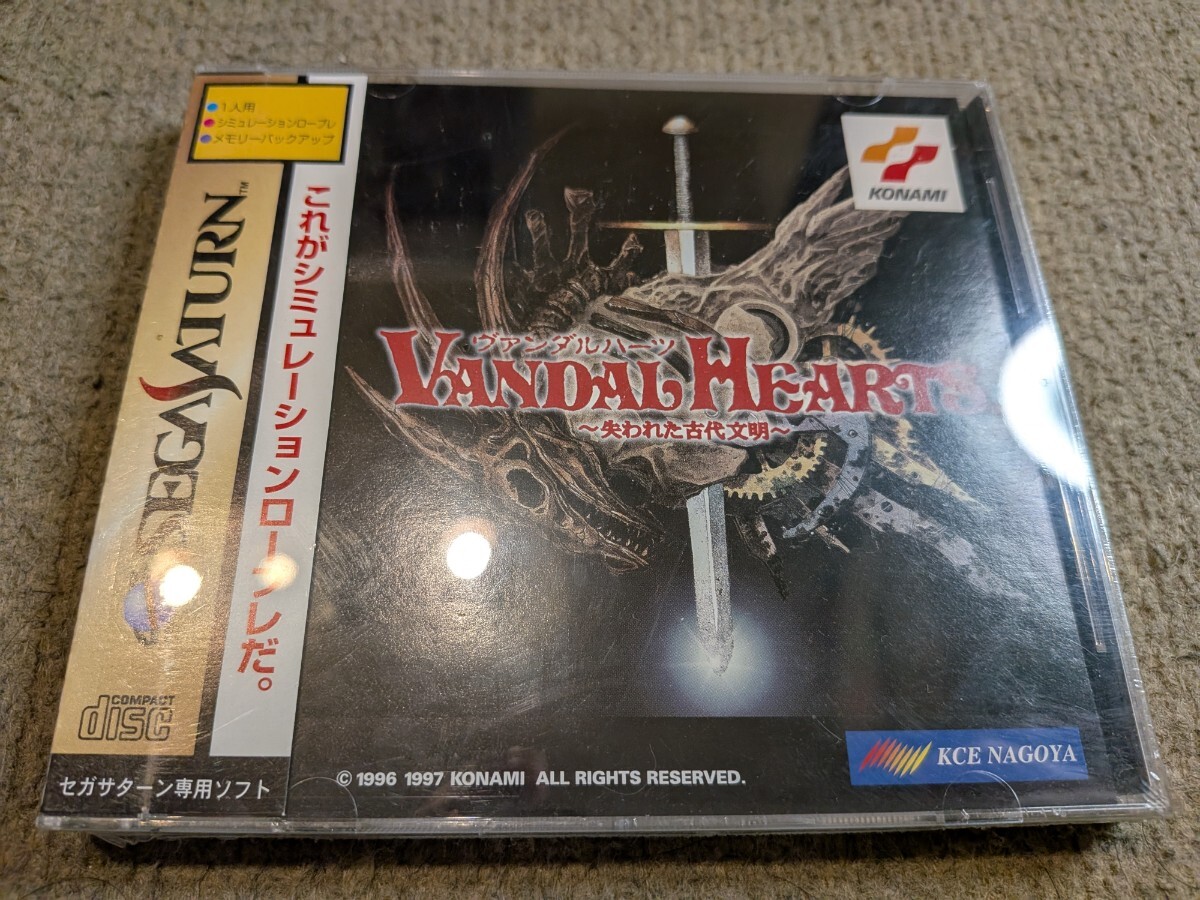 ●1人用
●シミュレーションロープレ
●メモリーバックアップ
SEGA SATURN™
これがシミュレーションロープレだ。
COMPACT
disc
セガサターン専用ソフト
KONAMI
ヴァンダルハーツ
VANDAL HEARTS
～失われた古代文明～
© 1996 1997 KONAMI ALL RIGHTS RESERVED.
KCE NAGOYA